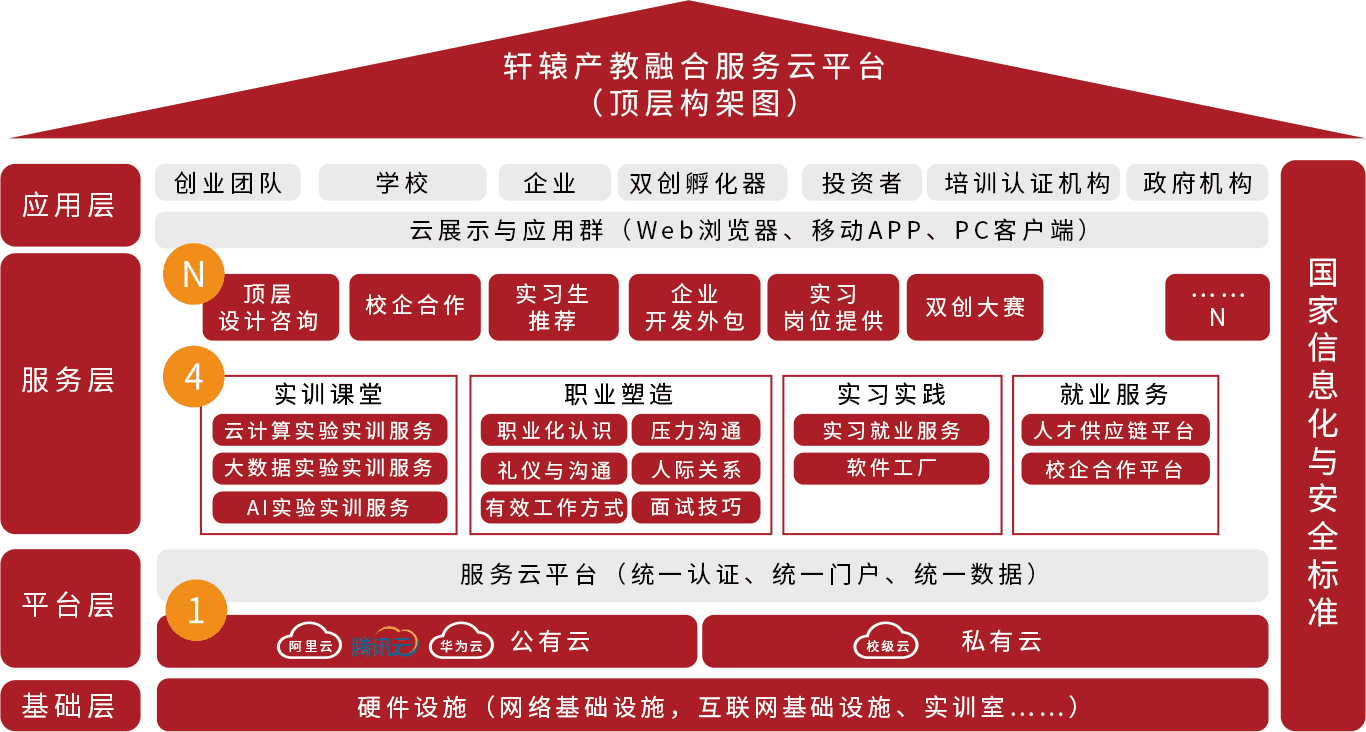 轩辕产教融合服务云平台
（顶层构架图）
应用层
创业团队
学校
企业
双创孵化器
投资者
培训认证机构
政府机构
云展示与应用群（Web浏览器、移动APP、PC客户端）
服务层
N
顶层
设计咨询
校企合作
实习生
推荐
企业
开发外包
实习
岗位提供
双创大赛
……
N
4
实训课堂
云计算实验实训服务
大数据实验实训服务
AI实验实训服务
职业塑造
职业化认识
压力沟通
礼仪与沟通
人际关系
有效工作方式
面试技巧
实习实践
实习就业服务
软件工厂
就业服务
人才供应链平台
校企合作平台
平台层
服务云平台（统一认证、统一门户、统一数据）
1
阿里云
腾讯云
华为云
公有云
校级云
私有云
基础层
硬件设施（网络基础设施，互联网基础设施、实训室……）
国家信息化与安全标准